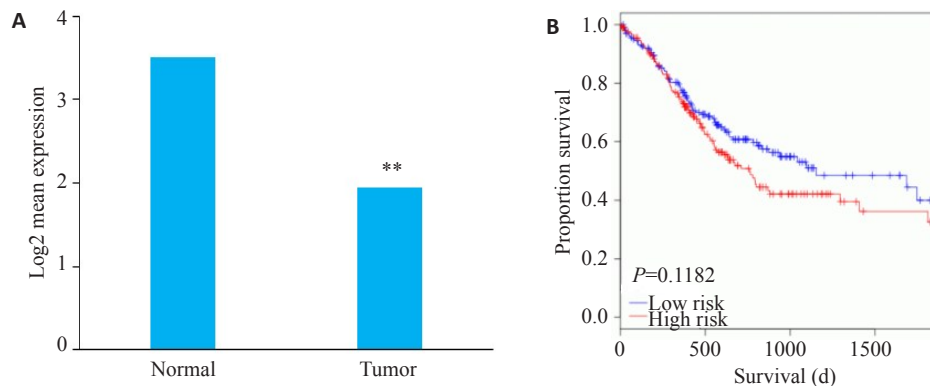 A
Log2 mean expression
4
3
2
1
0
**
Normal
Tumor
B
Proportion survival
1.0
0.8
0.6
0.4
0.2
0.0
P=0.1182
Low risk
High risk
0
500
1000
1500
Survival (d)